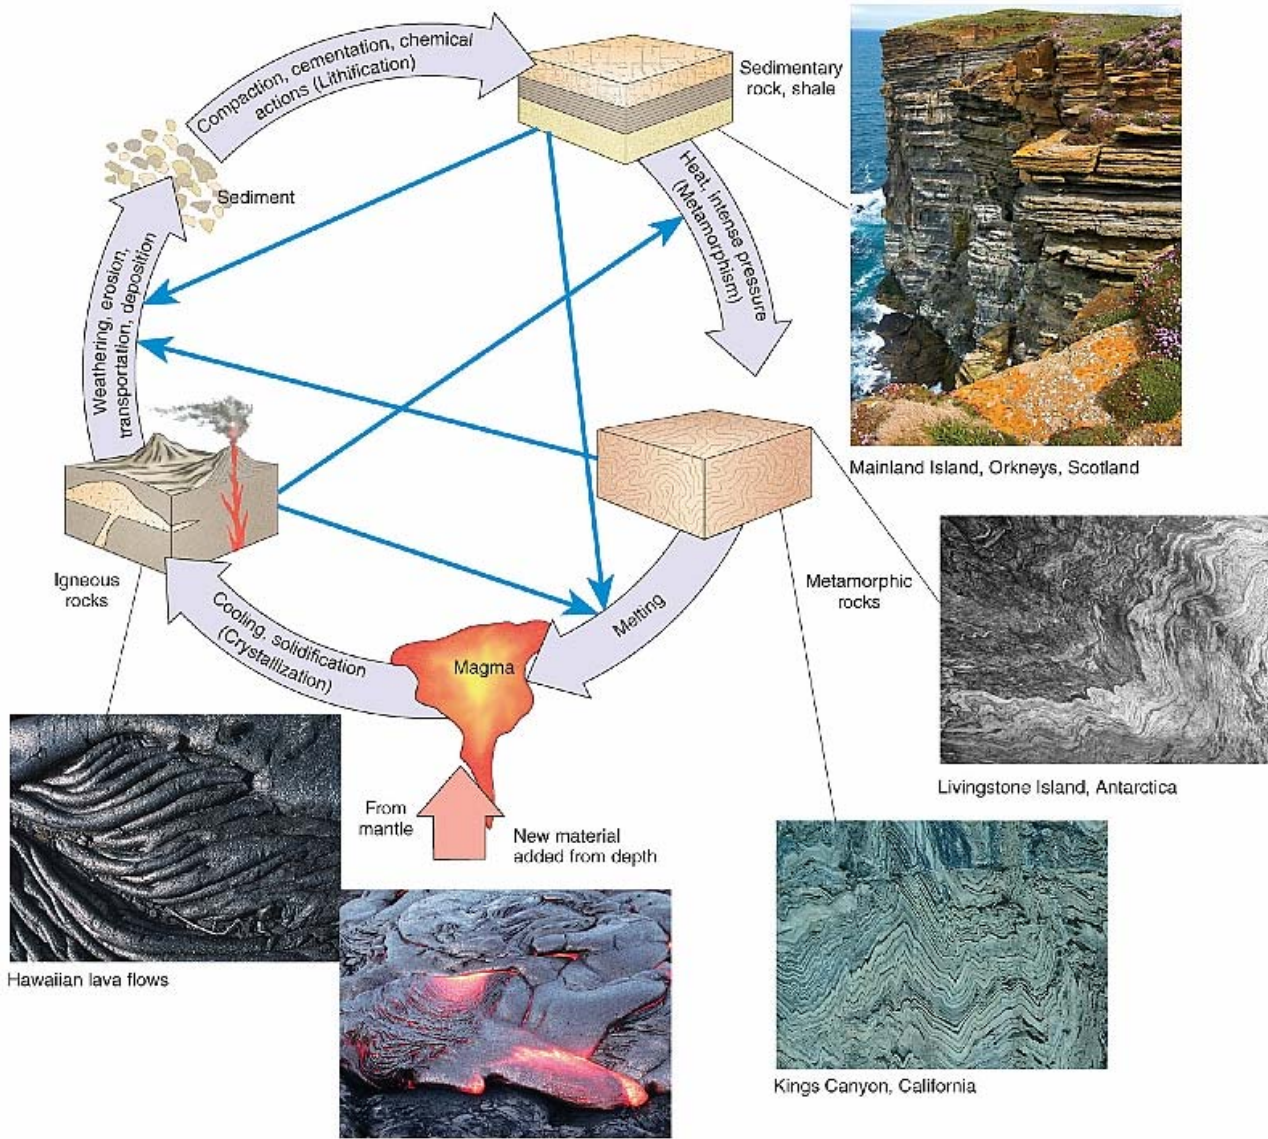 Compaction, cementation, chemical
actions (Lithification)
Sedimentary
rock, shale
Sediment
Heat, intense pressure
(Metamorphism)
Weathering, erosion,
transportation, deposition
Mainland Island, Orkneys, Scotland
Igneous
rocks
Metamorphic
rocks
Cooling, solidification
(Crystallization)
Melting
Magma
Livingstone Island, Antarctica
From
mantle
New material
added from depth
Hawaiian lava flows
Kings Canyon, California